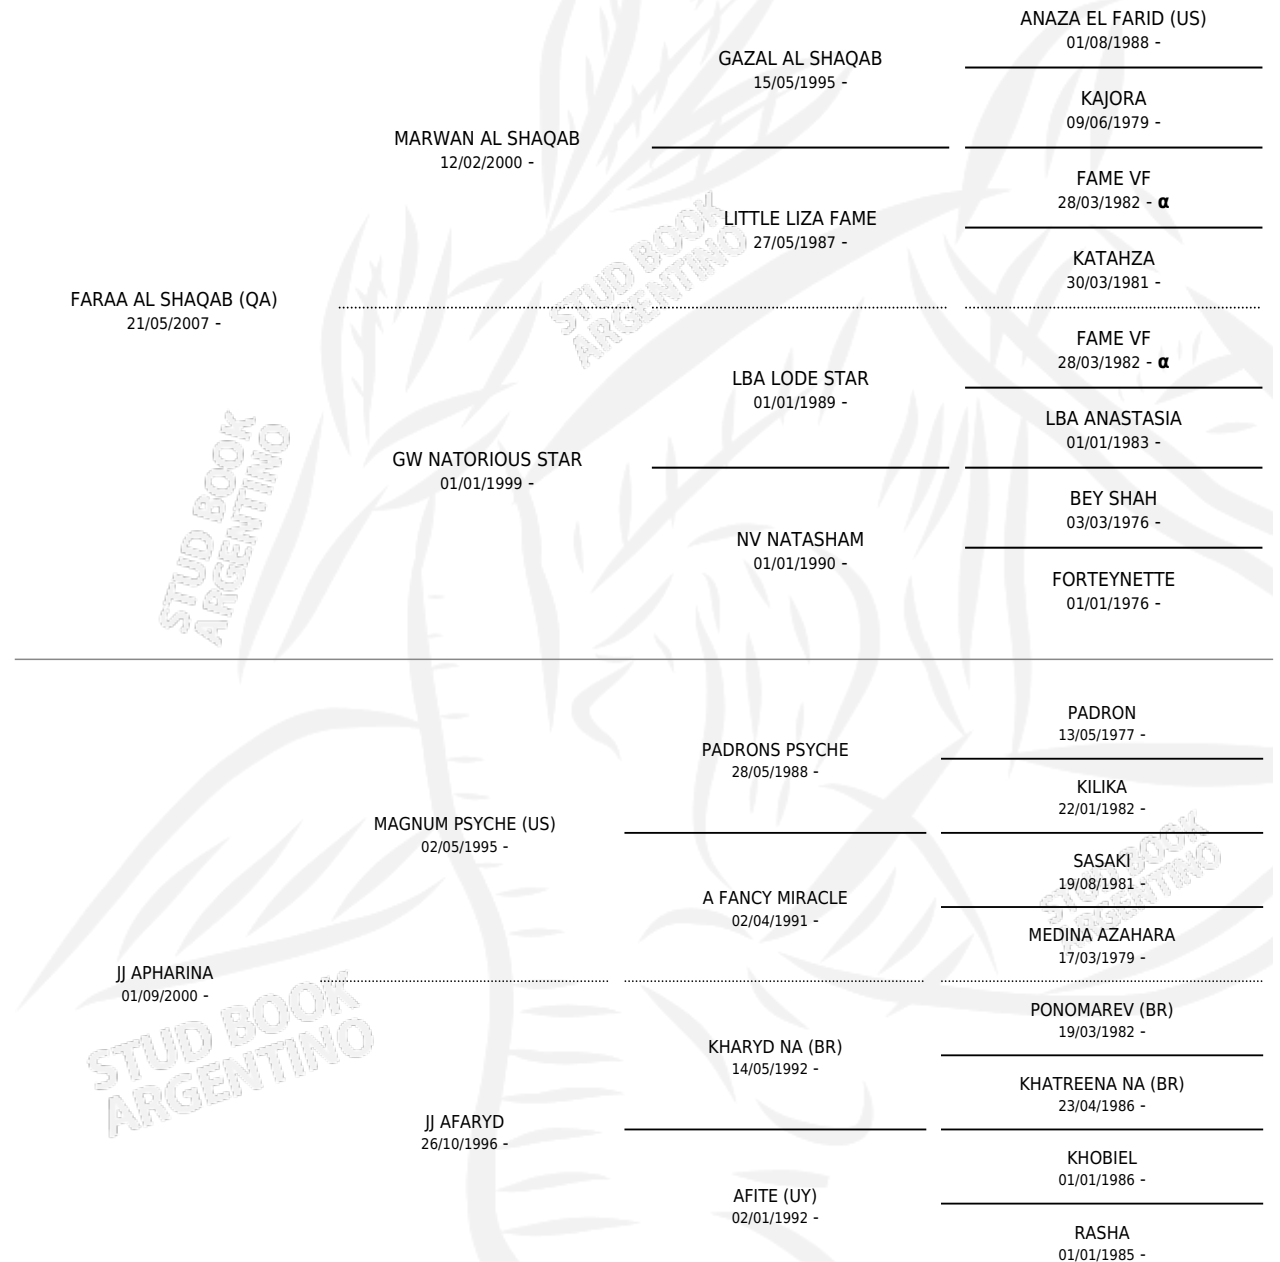 ANAZA EL FARID (US)
01/08/1988 -
GAZAL AL SHAQAB
15/05/1995 -
KAJORA
09/06/1979 -
MARWAN AL SHAQAB
12/02/2000 -
FAME VF
28/03/1982 - α
LITTLE LIZA FAME
27/05/1987 -
KATAHZA
30/03/1981 -
FARAA AL SHAQAB (QA)
21/05/2007 -
FAME VF
28/03/1982 - α
LBA LODE STAR
01/01/1989 -
LBA ANASTASIA
01/01/1983 -
GW NATORIOUS STAR
01/01/1999 -
BEY SHAH
03/03/1976 -
NV NATASHAM
01/01/1990 -
FORTEYNETTE
01/01/1976 -
STUD BOOK
ARGENTINO
STUD BOOK
ARGENTINO
PADRON
13/05/1977 -
PADRONS PSYCHE
28/05/1988 -
KILIKA
22/01/1982 -
MAGNUM PSYCHE (US)
02/05/1995 -
SASAKI
19/08/1981 -
A FANCY MIRACLE
02/04/1991 -
MEDINA AZAHARA
17/03/1979 -
JJ APHARINA
01/09/2000 -
PONOMAREV (BR)
19/03/1982 -
KHARYD NA (BR)
14/05/1992 -
KHATREENA NA (BR)
23/04/1986 -
JJ AFARYD
26/10/1996 -
KHOBIEL
01/01/1986 -
AFITE (UY)
02/01/1992 -
RASHA
01/01/1985 -
STUD BOOK
ARGENTINO
STUD BOOK
ARGENTINO